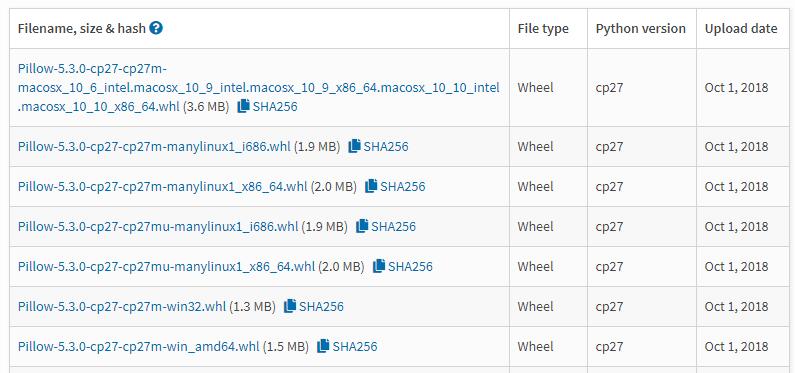 Filename, size & hash ? File type Python version Upload date
Pillow-5.3.0-cp27-cp27m-
macosx_10_6_intel.macosx_10_9_intel.macosx_10_9_x86_64.macosx_10_10_intel Wheel cp27 Oct 1, 2018
.macosx_10_10_x86_64.whl (3.6 MB) SHA256
Pillow-5.3.0-cp27-cp27m-manylinux1_i686.whl (1.9 MB) SHA256 Wheel cp27 Oct 1, 2018
Pillow-5.3.0-cp27-cp27m-manylinux1_x86_64.whl (2.0 MB) SHA256 Wheel cp27 Oct 1, 2018
Pillow-5.3.0-cp27-cp27mu-manylinux1_i686.whl (1.9 MB) SHA256 Wheel cp27 Oct 1, 2018
Pillow-5.3.0-cp27-cp27mu-manylinux1_x86_64.whl (2.0 MB) SHA256 Wheel cp27 Oct 1, 2018
Pillow-5.3.0-cp27-cp27m-win32.whl (1.3 MB) SHA256 Wheel cp27 Oct 1, 2018
Pillow-5.3.0-cp27-cp27m-win_amd64.whl (1.5 MB) SHA256 Wheel cp27 Oct 1, 2018